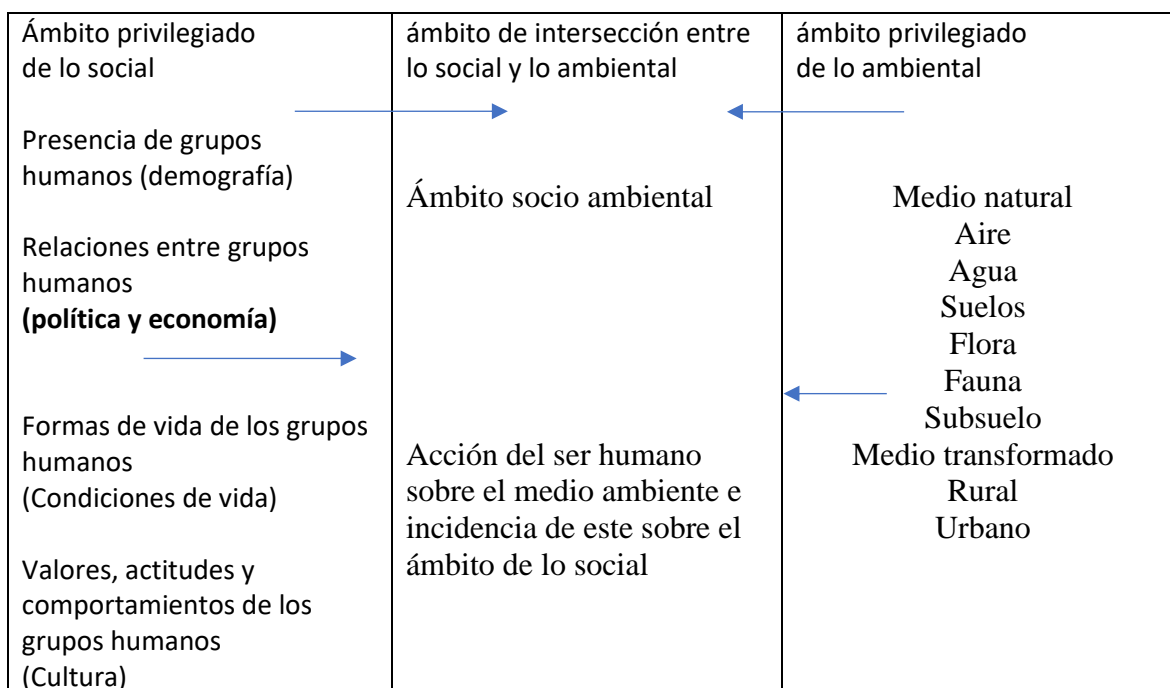 Ámbito privilegiado
de lo social
Presencia de grupos
humanos (demografía)
Relaciones entre grupos
humanos
(política y economía)
Formas de vida de los grupos
humanos
(Condiciones de vida)
Valores, actitudes y
comportamientos de los
grupos humanos
(Cultura)
ámbito de intersección entre
lo social y lo ambiental
Ámbito socio ambiental
Acción del ser humano
sobre el medio ambiente e
incidencia de este sobre el
ámbito de lo social
ámbito privilegiado
de lo ambiental
Medio natural
Aire
Agua
Suelos
Flora
Fauna
Subsuelo
Medio transformado
Rural
Urbano